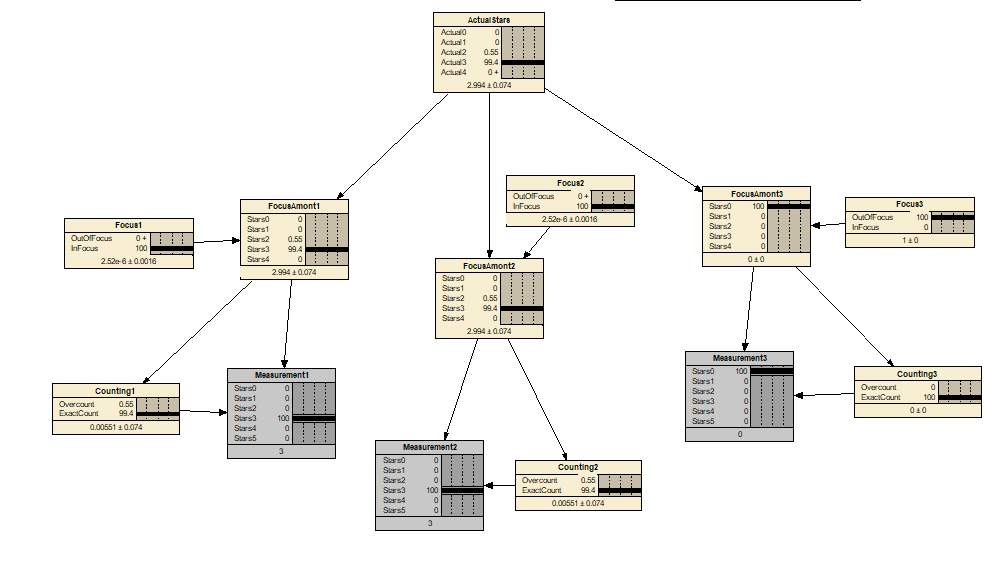 ActualStars
Actual0 0
Actual1 0
Actual2 0.55
Actual3 99.4
Actual4 0 +
2.994 ± 0.074
Focus2
OutOfFocus 0 +
InFocus 100
2.52e-6 ± 0.0016
FocusAmont3
Stars0 100
Stars1 0
Stars2 0
Stars3 0
Stars4 0
0 ± 0
Focus3
OutOfFocus 100
InFocus 0
1 ± 0
FocusAmont1
Stars0 0
Stars1 0
Stars2 0.55
Stars3 99.4
Stars4 0
2.994 ± 0.074
Focus1
OutOfFocus 0 +
InFocus 100
2.52e-6 ± 0.0016
FocusAmont2
Stars0 0
Stars1 0
Stars2 0.55
Stars3 99.4
Stars4 0
2.994 ± 0.074
Measurement3
Stars0 100
Stars1 0
Stars2 0
Stars3 0
Stars4 0
Stars5 0
0
Counting3
Overcount 0
ExactCount 100
0 ± 0
Measurement1
Stars0 0
Stars1 0
Stars2 0
Stars3 100
Stars4 0
Stars5 0
3
Counting1
Overcount 0.55
ExactCount 99.4
0.00551 ± 0.074
Measurement2
Stars0 0
Stars1 0
Stars2 0
Stars3 100
Stars4 0
Stars5 0
3
Counting2
Overcount 0.55
ExactCount 99.4
0.00551 ± 0.074